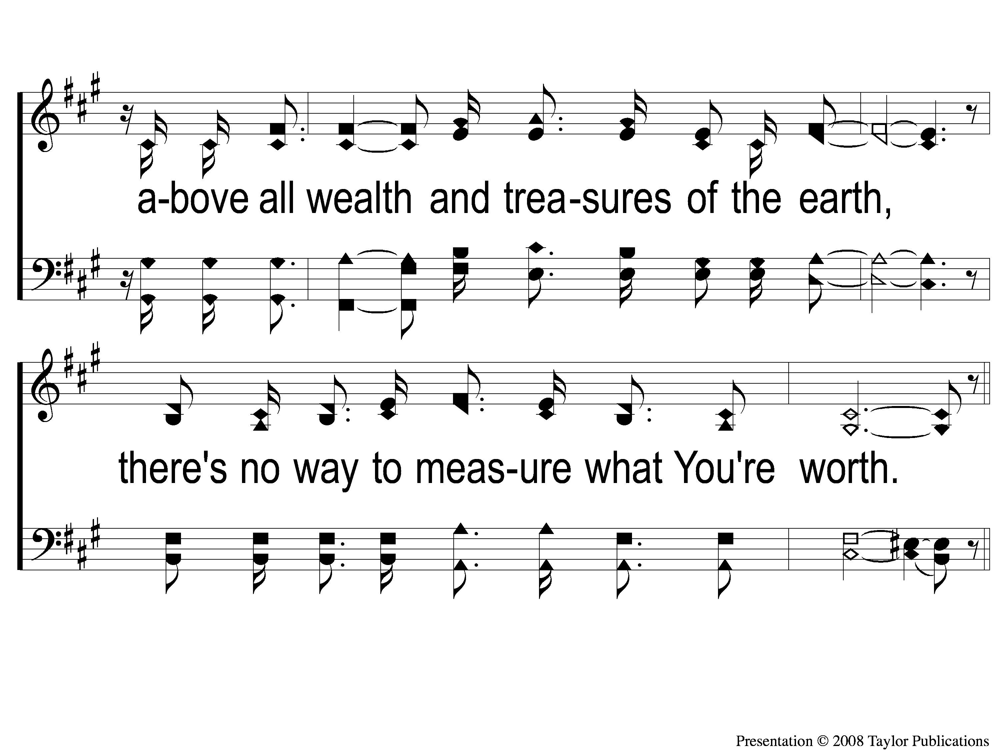 a-bove all wealth and trea-sures of the earth,
there's no way to meas-ure what You're worth.
Presentation © 2008 Taylor Publications